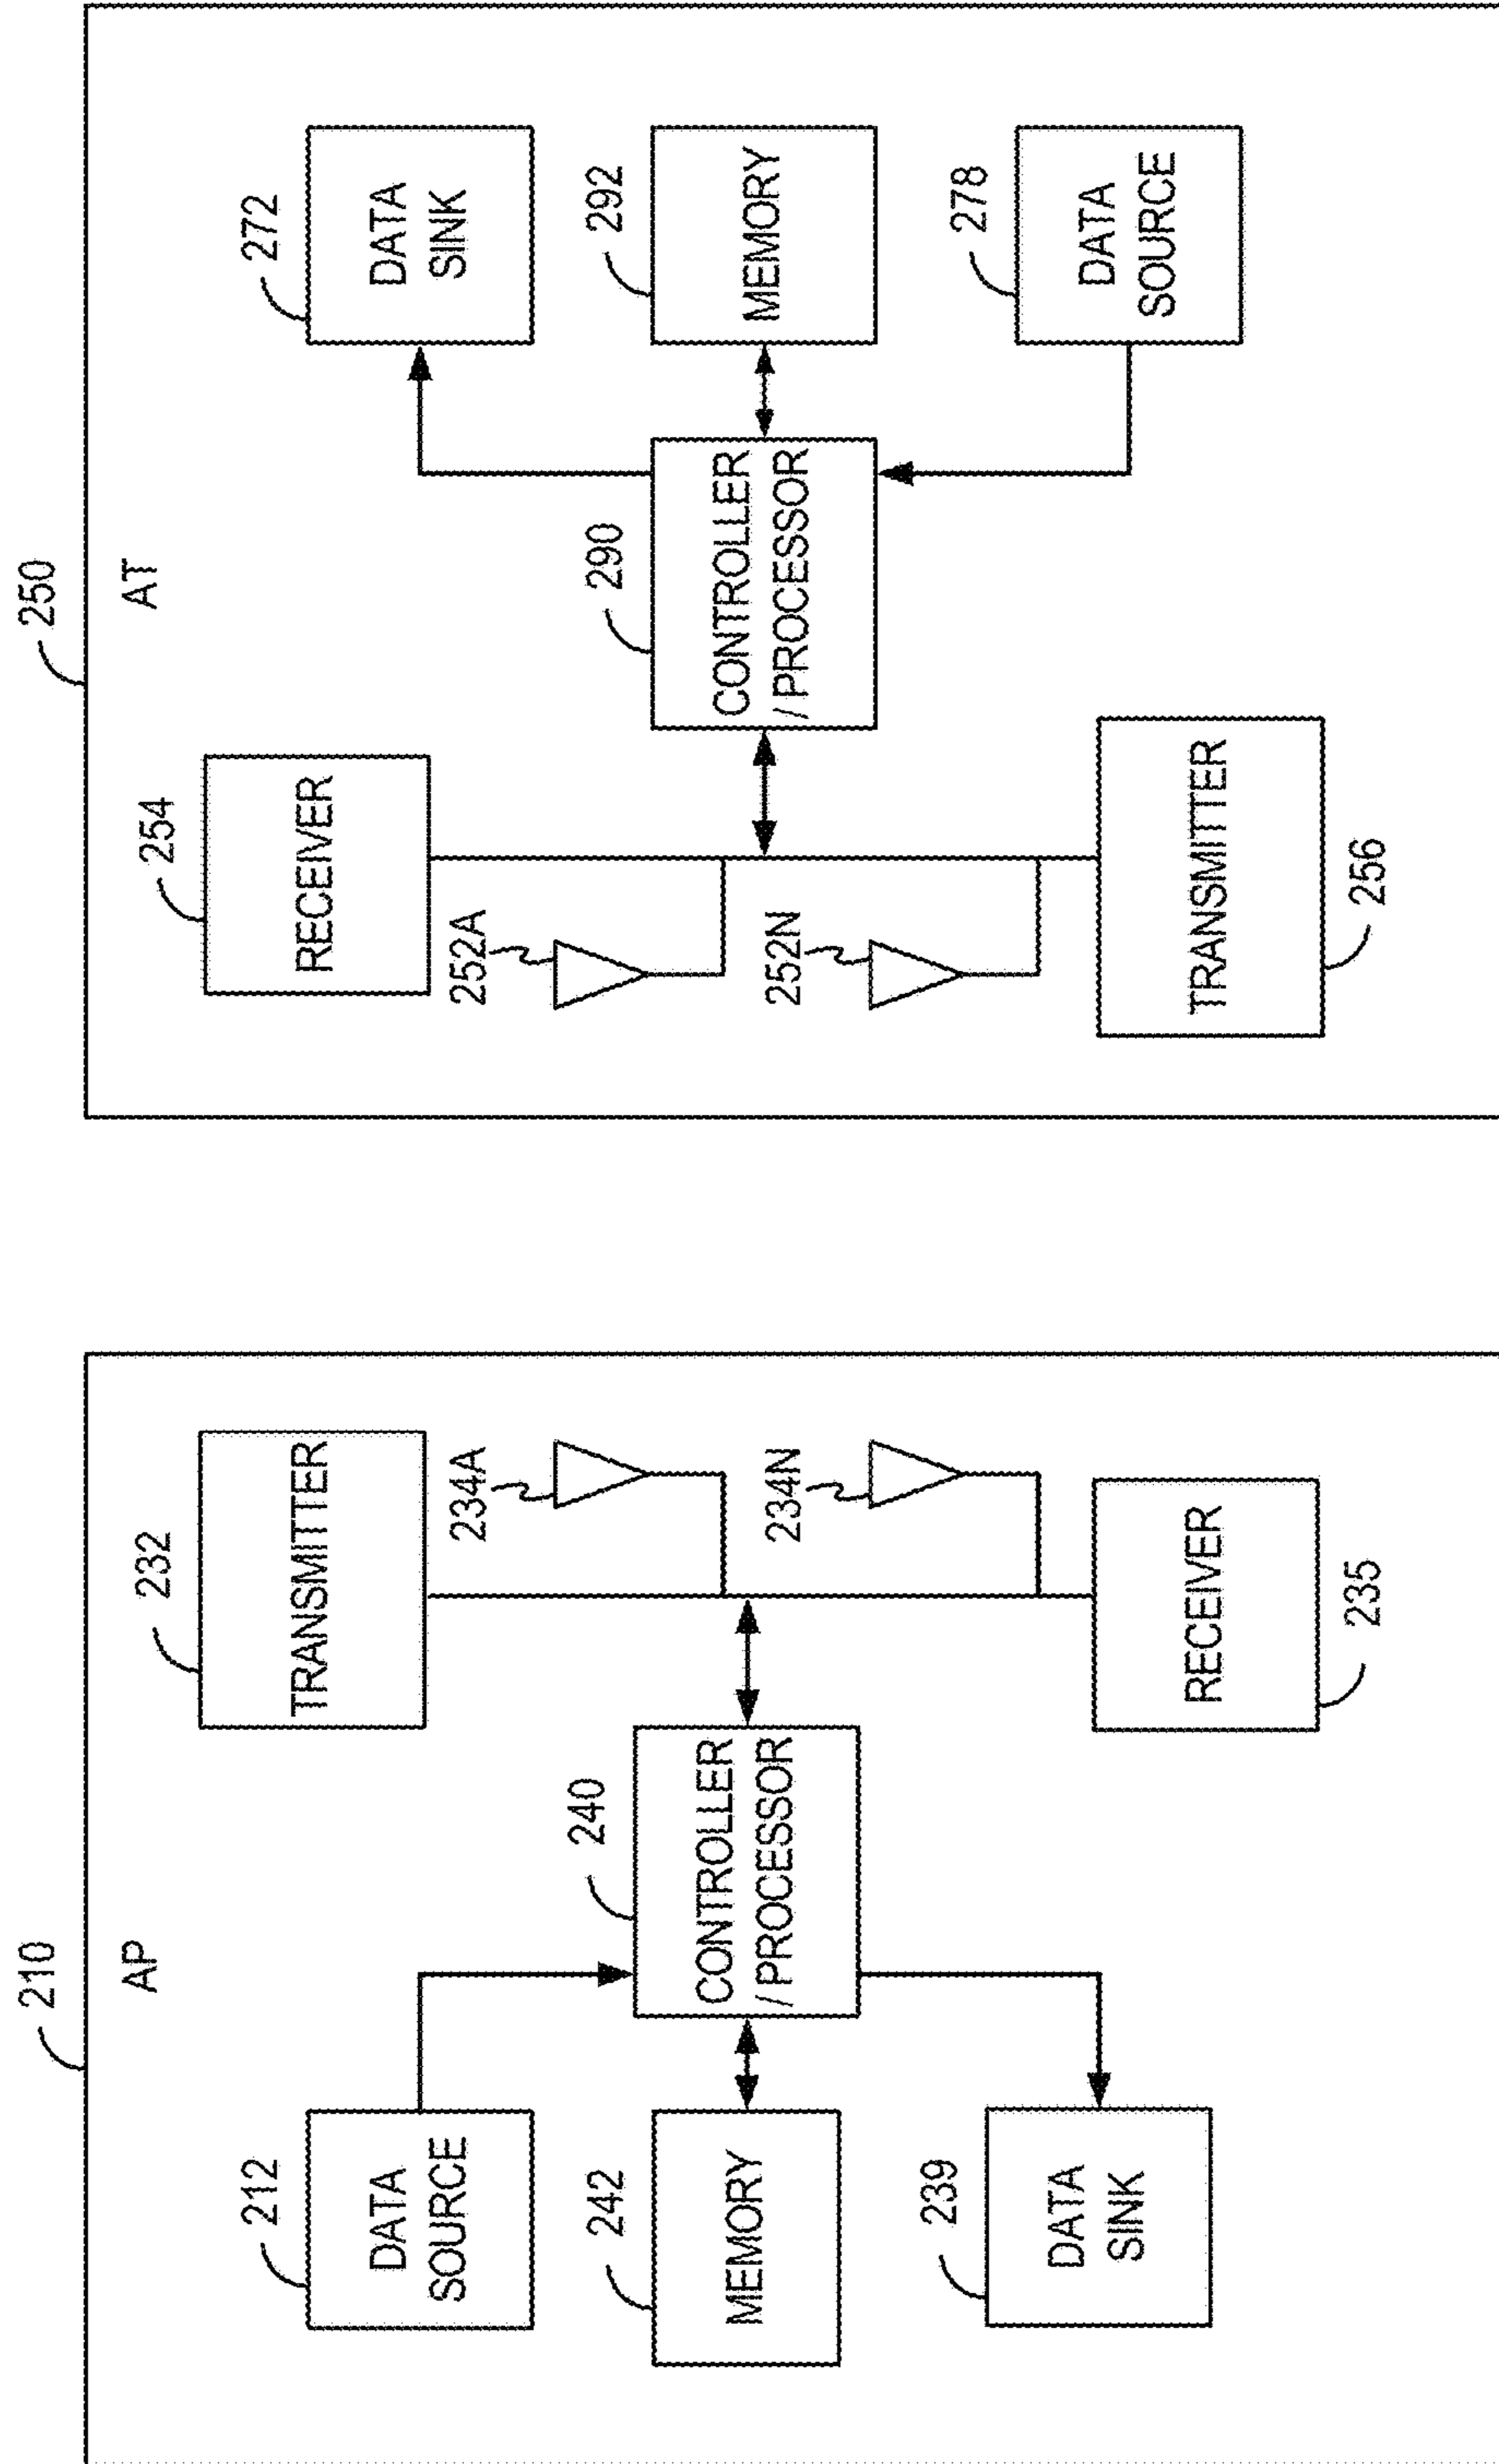 210
AP
212
DATA
SOURCE
242
MEMORY
239
DATA
SINK
240
CONTROLLER
/ PROCESSOR
232
TRANSMITTER
234A
234N
RECEIVER
235
250
AT
254
RECEIVER
252A
252N
TRANSMITTER
256
290
CONTROLLER
/ PROCESSOR
272
DATA
SINK
292
MEMORY
278
DATA
SOURCE